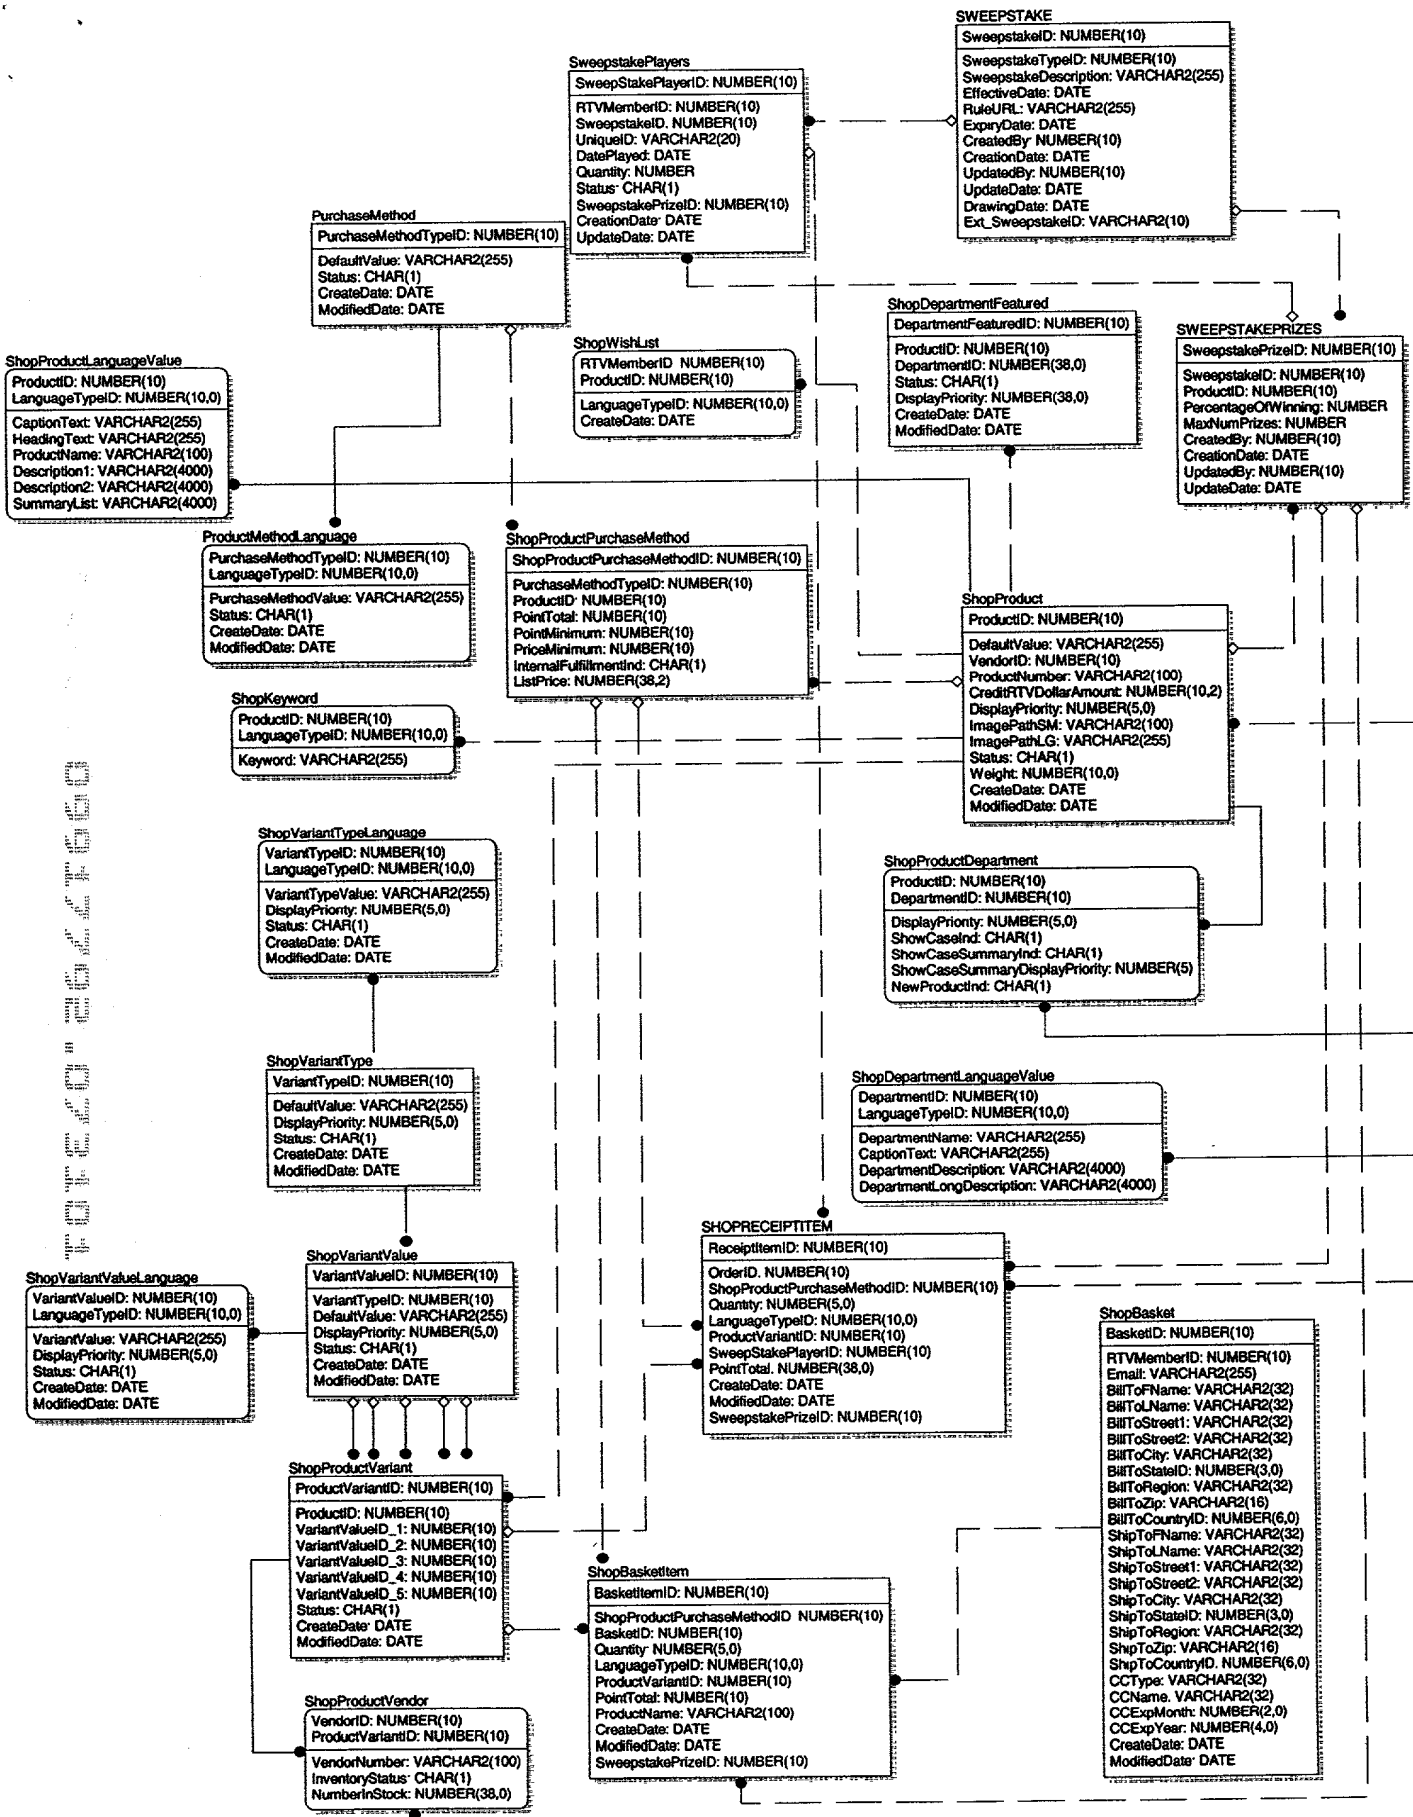 SWEEPSTAKE
SweepstakeID: NUMBER(10)
SweepstakeTypeID: NUMBER(10)
SweepstakeDescription: VARCHAR2(255)
EffectiveDate: DATE
RuleURL: VARCHAR2(255)
ExpiryDate: DATE
CreatedBy: NUMBER(10)
CreationDate: DATE
UpdatedBy: NUMBER(10)
UpdateDate: DATE
DrawingDate: DATE
Ext_SweepstakeID: VARCHAR2(10)
SweepstakePlayers
SweepStakePlayerID: NUMBER(10)
RTVMemberID: NUMBER(10)
SweepstakeID. NUMBER(10)
UniqueID: VARCHAR2(20)
DatePlayed: DATE
Quantity: NUMBER
Status: CHAR(1)
SweepstakePrizeID: NUMBER(10)
CreationDate: DATE
UpdateDate: DATE
PurchaseMethod
PurchaseMethodTypeID: NUMBER(10)
DefaultValue: VARCHAR2(255)
Status: CHAR(1)
CreateDate: DATE
ModifiedDate: DATE
ShopDepartmentFeatured
DepartmentFeaturedID: NUMBER(10)
ProductID: NUMBER(10)
DepartmentID: NUMBER(38,0)
Status: CHAR(1)
DisplayPriority: NUMBER(38,0)
CreateDate: DATE
ModifiedDate: DATE
SWEEPSTAKEPRIZES
SweepstakePrizeID: NUMBER(10)
SweepstakeID: NUMBER(10)
ProductID: NUMBER(10)
PercentageOfWinning: NUMBER
MaxNumPrizes: NUMBER
CreatedBy: NUMBER(10)
CreationDate: DATE
UpdatedBy: NUMBER(10)
UpdateDate: DATE
ShopWishList
RTVMemberID NUMBER(10)
ProductID: NUMBER(10)
LanguageTypeID: NUMBER(10,0)
CreateDate: DATE
ShopProductLanguageValue
ProductID: NUMBER(10)
LanguageTypeID: NUMBER(10,0)
CaptionText: VARCHAR2(255)
HeadingText: VARCHAR2(255)
ProductName: VARCHAR2(100)
Description1: VARCHAR2(4000)
Description2: VARCHAR2(4000)
SummaryList: VARCHAR2(4000)
ProductMethodLanguage
PurchaseMethodTypeID: NUMBER(10)
LanguageTypeID: NUMBER(10,0)
PurchaseMethodValue: VARCHAR2(255)
Status: CHAR(1)
CreateDate: DATE
ModifiedDate: DATE
ShopProductPurchaseMethod
ShopProductPurchaseMethodID: NUMBER(10)
PurchaseMethodTypeID: NUMBER(10)
ProductID: NUMBER(10)
PointTotal: NUMBER(10)
PointMinimum: NUMBER(10)
PriceMinimum: NUMBER(10)
InternalFulfillmentInd: CHAR(1)
ListPrice: NUMBER(38,2)
ShopProduct
ProductID: NUMBER(10)
DefaultValue: VARCHAR2(255)
VendorID: NUMBER(10)
ProductNumber: VARCHAR2(100)
CreditRTVDollarAmount: NUMBER(10,2)
DisplayPriority: NUMBER(5,0)
ImagePathSM: VARCHAR2(100)
ImagePathLG: VARCHAR2(255)
Status: CHAR(1)
Weight: NUMBER(10,0)
CreateDate: DATE
ModifiedDate: DATE
ShopKeyword
ProductID: NUMBER(10)
LanguageTypeID: NUMBER(10,0)
Keyword: VARCHAR2(255)
ShopVariantTypeLanguage
VariantTypeID: NUMBER(10)
LanguageTypeID: NUMBER(10,0)
VariantTypeValue: VARCHAR2(255)
DisplayPriority: NUMBER(5,0)
Status: CHAR(1)
CreateDate: DATE
ModifiedDate: DATE
ShopProductDepartment
ProductID: NUMBER(10)
DepartmentID: NUMBER(10)
DisplayPriority: NUMBER(5,0)
ShowCaseInd: CHAR(1)
ShowCaseSummaryInd: CHAR(1)
ShowCaseSummaryDisplayPriority: NUMBER(5)
NewProductInd: CHAR(1)
ShopVariantType
VariantTypeID: NUMBER(10)
DefaultValue: VARCHAR2(255)
DisplayPriority: NUMBER(5,0)
Status: CHAR(1)
CreateDate: DATE
ModifiedDate: DATE
ShopDepartmentLanguageValue
DepartmentID: NUMBER(10)
LanguageTypeID: NUMBER(10,0)
DepartmentName: VARCHAR2(255)
CaptionText: VARCHAR2(255)
DepartmentDescription: VARCHAR2(4000)
DepartmentLongDescription: VARCHAR2(4000)
SHOPRECEIPTITEM
ReceiptItemID: NUMBER(10)
OrderID. NUMBER(10)
ShopProductPurchaseMethodID: NUMBER(10)
Quantity: NUMBER(5,0)
LanguageTypeID: NUMBER(10,0)
ProductVariantID: NUMBER(10)
SweepStakePlayerID: NUMBER(10)
PointTotal. NUMBER(38,0)
CreateDate: DATE
ModifiedDate: DATE
SweepstakePrizeID: NUMBER(10)
ShopVariantValue
VariantValueID: NUMBER(10)
VariantTypeID: NUMBER(10)
DefaultValue: VARCHAR2(255)
DisplayPriority: NUMBER(5,0)
Status: CHAR(1)
CreateDate: DATE
ModifiedDate: DATE
ShopVariantValueLanguage
VariantValueID: NUMBER(10)
LanguageTypeID: NUMBER(10,0)
VariantValue: VARCHAR2(255)
DisplayPriority: NUMBER(5,0)
Status: CHAR(1)
CreateDate: DATE
ModifiedDate: DATE
ShopBasket
BasketID: NUMBER(10)
RTVMemberID: NUMBER(10)
Email: VARCHAR2(255)
BillToFName: VARCHAR2(32)
BillToLName: VARCHAR2(32)
BillToStreet1: VARCHAR2(32)
BillToStreet2: VARCHAR2(32)
BillToCity: VARCHAR2(32)
BillToStateID: NUMBER(3,0)
BillToRegion: VARCHAR2(32)
BillToZip: VARCHAR2(16)
BillToCountryID: NUMBER(6,0)
ShipToFName: VARCHAR2(32)
ShipToLName: VARCHAR2(32)
ShipToStreet1: VARCHAR2(32)
ShipToStreet2: VARCHAR2(32)
ShipToCity: VARCHAR2(32)
ShipToStateID: NUMBER(3,0)
ShipToRegion: VARCHAR2(32)
ShipToZip: VARCHAR2(16)
ShipToCountryID. NUMBER(6,0)
CCType: VARCHAR2(32)
CCName. VARCHAR2(32)
CCExpMonth: NUMBER(2,0)
CCExpYear: NUMBER(4,0)
CreateDate: DATE
ModifiedDate: DATE
ShopProductVariant
ProductVariantID: NUMBER(10)
ProductID: NUMBER(10)
VariantValueID_1: NUMBER(10)
VariantValueID_2: NUMBER(10)
VariantValueID_3: NUMBER(10)
VariantValueID_4: NUMBER(10)
VariantValueID_5: NUMBER(10)
Status: CHAR(1)
CreateDate: DATE
ModifiedDate: DATE
ShopBasketItem
BasketItemID: NUMBER(10)
ShopProductPurchaseMethodID NUMBER(10)
BasketID: NUMBER(10)
Quantity: NUMBER(5,0)
LanguageTypeID: NUMBER(10,0)
ProductVariantID: NUMBER(10)
PointTotal: NUMBER(10)
ProductName: VARCHAR2(100)
CreateDate: DATE
ModifiedDate: DATE
SweepstakePrizeID: NUMBER(10)
ShopProductVendor
VendorID: NUMBER(10)
ProductVariantID: NUMBER(10)
VendorNumber: VARCHAR2(100)
InventoryStatus: CHAR(1)
NumberInStock: NUMBER(38,0)